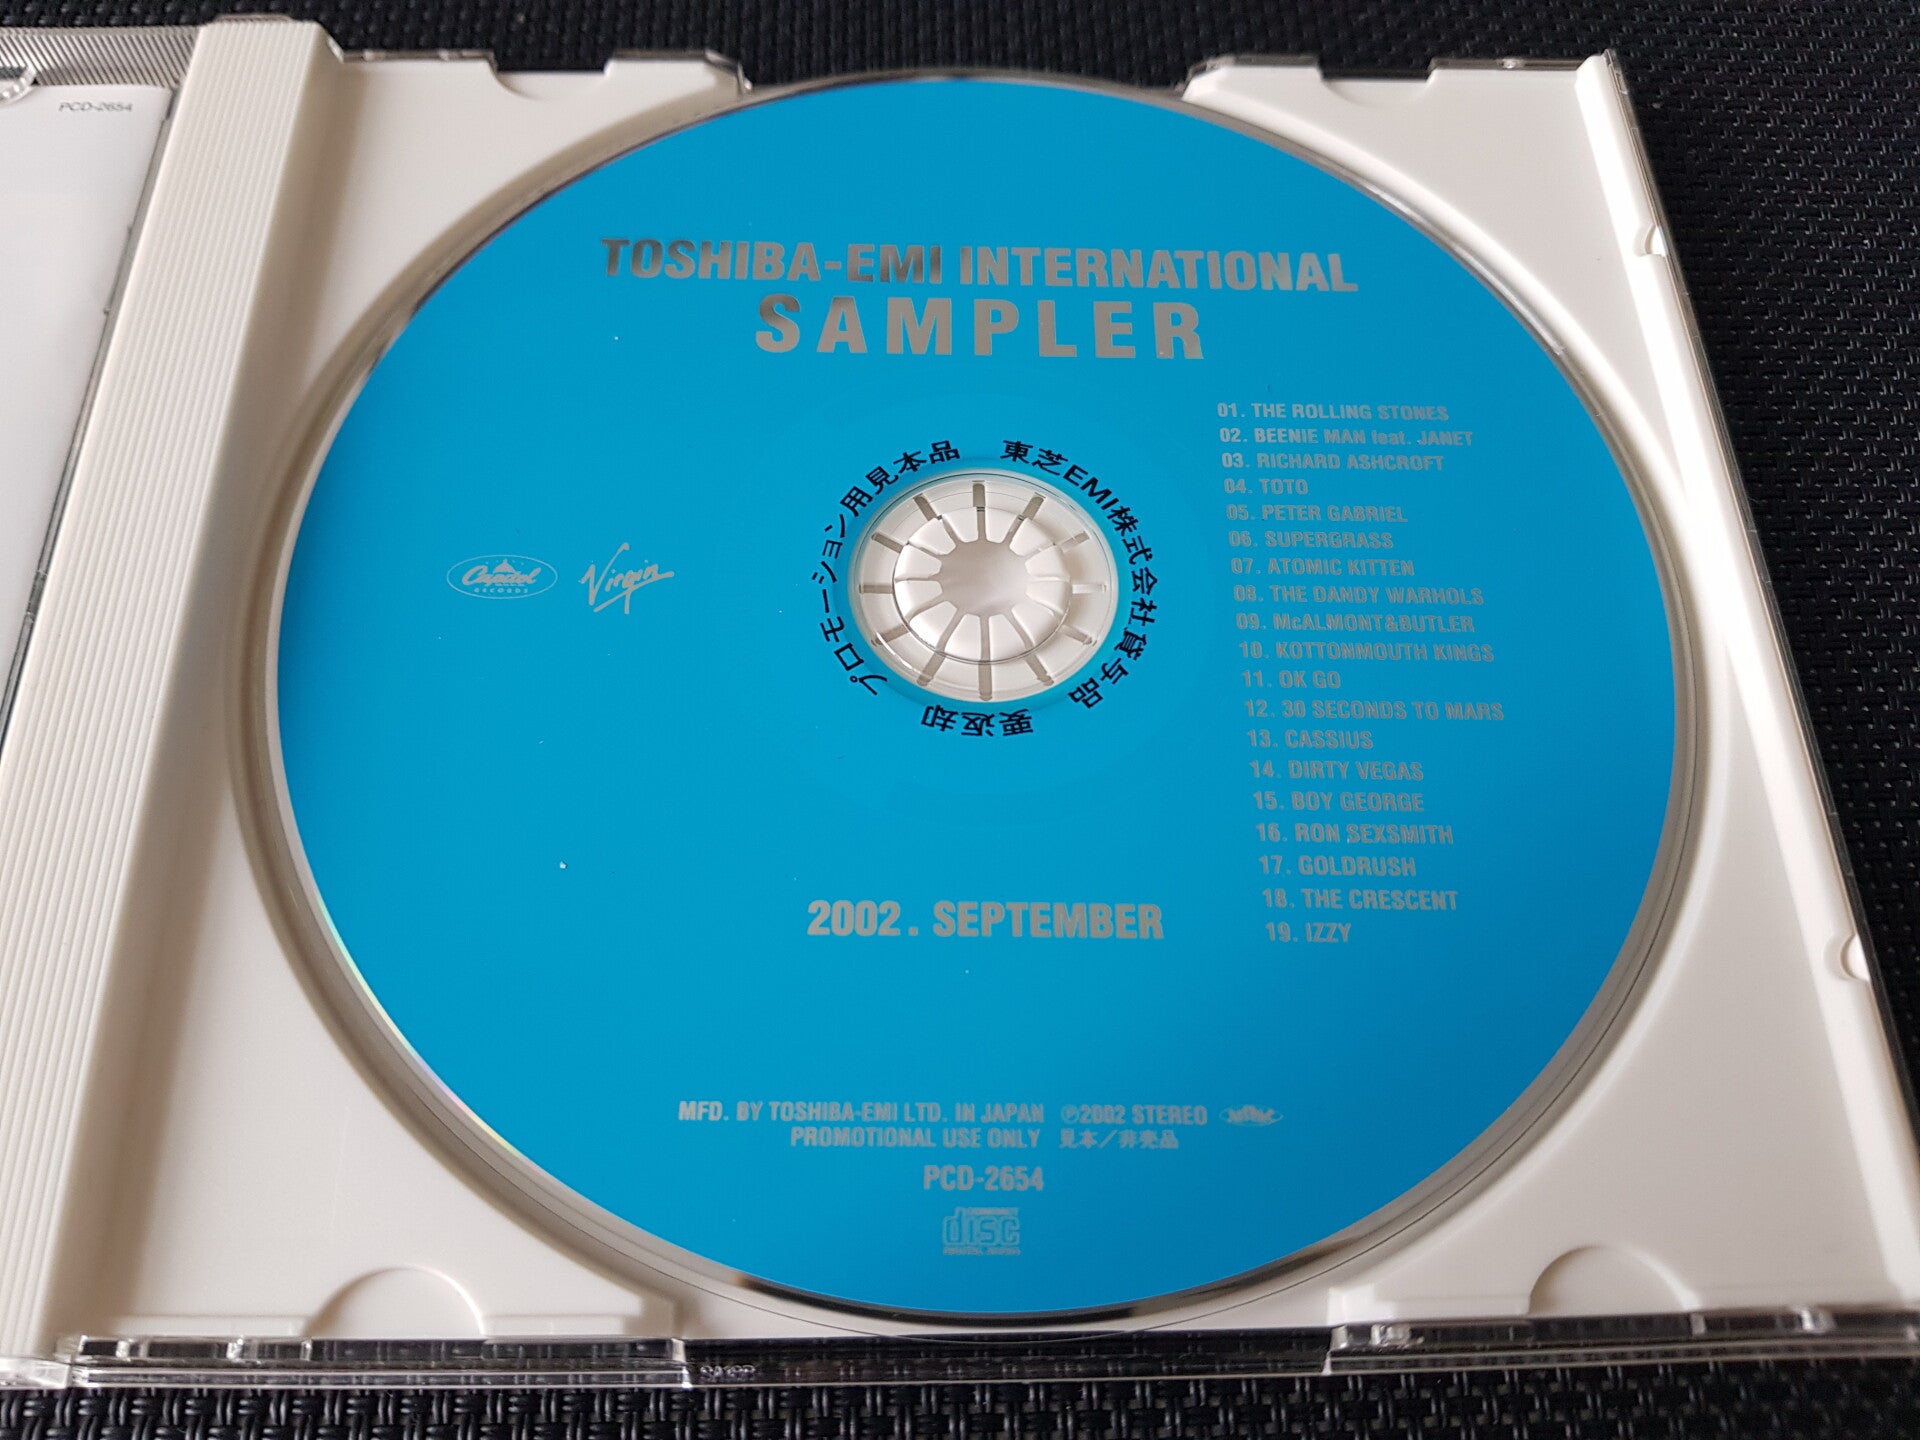 PCD-2654
TOSHIBA-EMI INTERNATIONAL
SAMPLER
01. THE ROLLING STONES
02. BEENIE MAN feat. JANET
03. RICHARD ASHCROFT
04. TOTO
05. PETER GABRIEL
06. SUPERGRASS
07. ATOMIC KITTEN
08. THE DANDY WARHOLS
09. McALMONT&BUTLER
10. KOTTONMOUTH KINGS
11. OK GO
12. 30 SECONDS TO MARS
13. CASSIUS
14. DIRTY VEGAS
15. BOY GEORGE
16. RON SEXSMITH
17. GOLDRUSH
18. THE CRESCENT
19. IZZY
プロモーション用見本品
東芝EMI株式会社貸与品
要返却
Capitol
RECORDS
Virgin
2002. SEPTEMBER
MFD. BY TOSHIBA-EMI LTD. IN JAPAN ℗2002 STEREO
PROMOTIONAL USE ONLY 見本／非売品
PCD-2654
COMPACT
disc
DIGITAL AUDIO